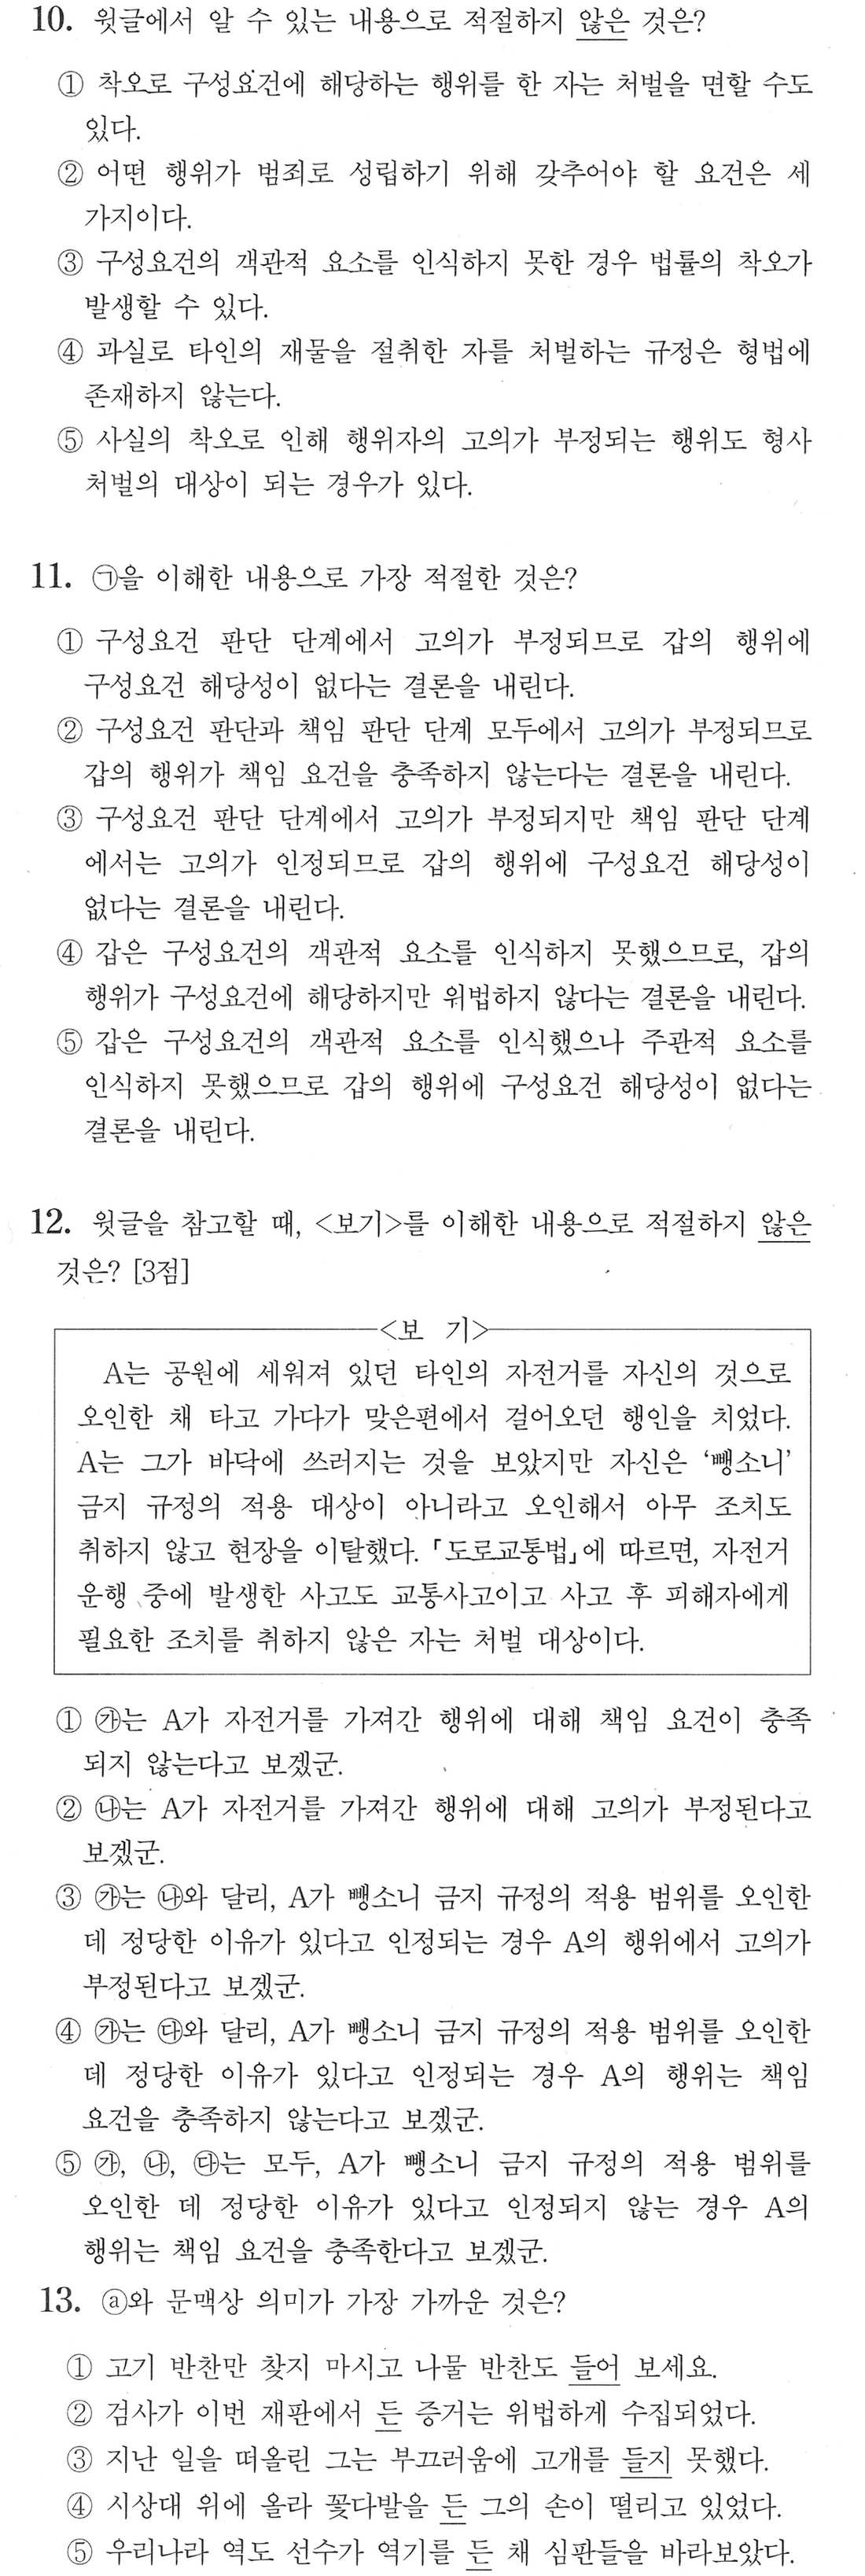 10. 윗글에서 알 수 있는 내용으로 적절하지 않은 것은?
① 착오로 구성요건에 해당하는 행위를 한 자는 처벌을 면할 수도
있다.
② 어떤 행위가 범죄로 성립하기 위해 갖추어야 할 요건은 세
가지이다.
③ 구성요건의 객관적 요소를 인식하지 못한 경우 법률의 착오가
발생할 수 있다.
④ 과실로 타인의 재물을 절취한 자를 처벌하는 규정은 형법에
존재하지 않는다.
⑤ 사실의 착오로 인해 행위자의 고의가 부정되는 행위도 형사
처벌의 대상이 되는 경우가 있다.
11. ㉠을 이해한 내용으로 가장 적절한 것은?
① 구성요건 판단 단계에서 고의가 부정되므로 갑의 행위에
구성요건 해당성이 없다는 결론을 내린다.
② 구성요건 판단과 책임 판단 단계 모두에서 고의가 부정되므로
갑의 행위가 책임 요건을 충족하지 않는다는 결론을 내린다.
③ 구성요건 판단 단계에서 고의가 부정되지만 책임 판단 단계
에서는 고의가 인정되므로 갑의 행위에 구성요건 해당성이
없다는 결론을 내린다.
④ 갑은 구성요건의 객관적 요소를 인식하지 못했으므로, 갑의
행위가 구성요건에 해당하지만 위법하지 않다는 결론을 내린다.
⑤ 갑은 구성요건의 객관적 요소를 인식했으나 주관적 요소를
인식하지 못했으므로 갑의 행위에 구성요건 해당성이 없다는
결론을 내린다.
12. 윗글을 참고할 때, <보기>를 이해한 내용으로 적절하지 않은
것은? [3점]
<보 기>
A는 공원에 세워져 있던 타인의 자전거를 자신의 것으로
오인한 채 타고 가다가 맞은편에서 걸어오던 행인을 치었다.
A는 그가 바닥에 쓰러지는 것을 보았지만 자신은 ‘뺑소니’
금지 규정의 적용 대상이 아니라고 오인해서 아무 조치도
취하지 않고 현장을 이탈했다. 「도로교통법」에 따르면, 자전거
운행 중에 발생한 사고도 교통사고이고 사고 후 피해자에게
필요한 조치를 취하지 않은 자는 처벌 대상이다.
① ㉮는 A가 자전거를 가져간 행위에 대해 책임 요건이 충족
되지 않는다고 보겠군.
② ㉯는 A가 자전거를 가져간 행위에 대해 고의가 부정된다고
보겠군.
③ ㉮는 ㉯와 달리, A가 뺑소니 금지 규정의 적용 범위를 오인한
데 정당한 이유가 있다고 인정되는 경우 A의 행위에서 고의가
부정된다고 보겠군.
④ ㉮는 ㉰와 달리, A가 뺑소니 금지 규정의 적용 범위를 오인한
데 정당한 이유가 있다고 인정되는 경우 A의 행위는 책임
요건을 충족하지 않는다고 보겠군.
⑤ ㉮, ㉯, ㉰는 모두, A가 뺑소니 금지 규정의 적용 범위를
오인한 데 정당한 이유가 있다고 인정되지 않는 경우 A의
행위는 책임 요건을 충족한다고 보겠군.
13. ⓐ와 문맥상 의미가 가장 가까운 것은?
① 고기 반찬만 찾지 마시고 나물 반찬도 들어 보세요.
② 검사가 이번 재판에서 든 증거는 위법하게 수집되었다.
③ 지난 일을 떠올린 그는 부끄러움에 고개를 들지 못했다.
④ 시상대 위에 올라 꽃다발을 든 그의 손이 떨리고 있었다.
⑤ 우리나라 역도 선수가 역기를 든 채 심판들을 바라보았다.